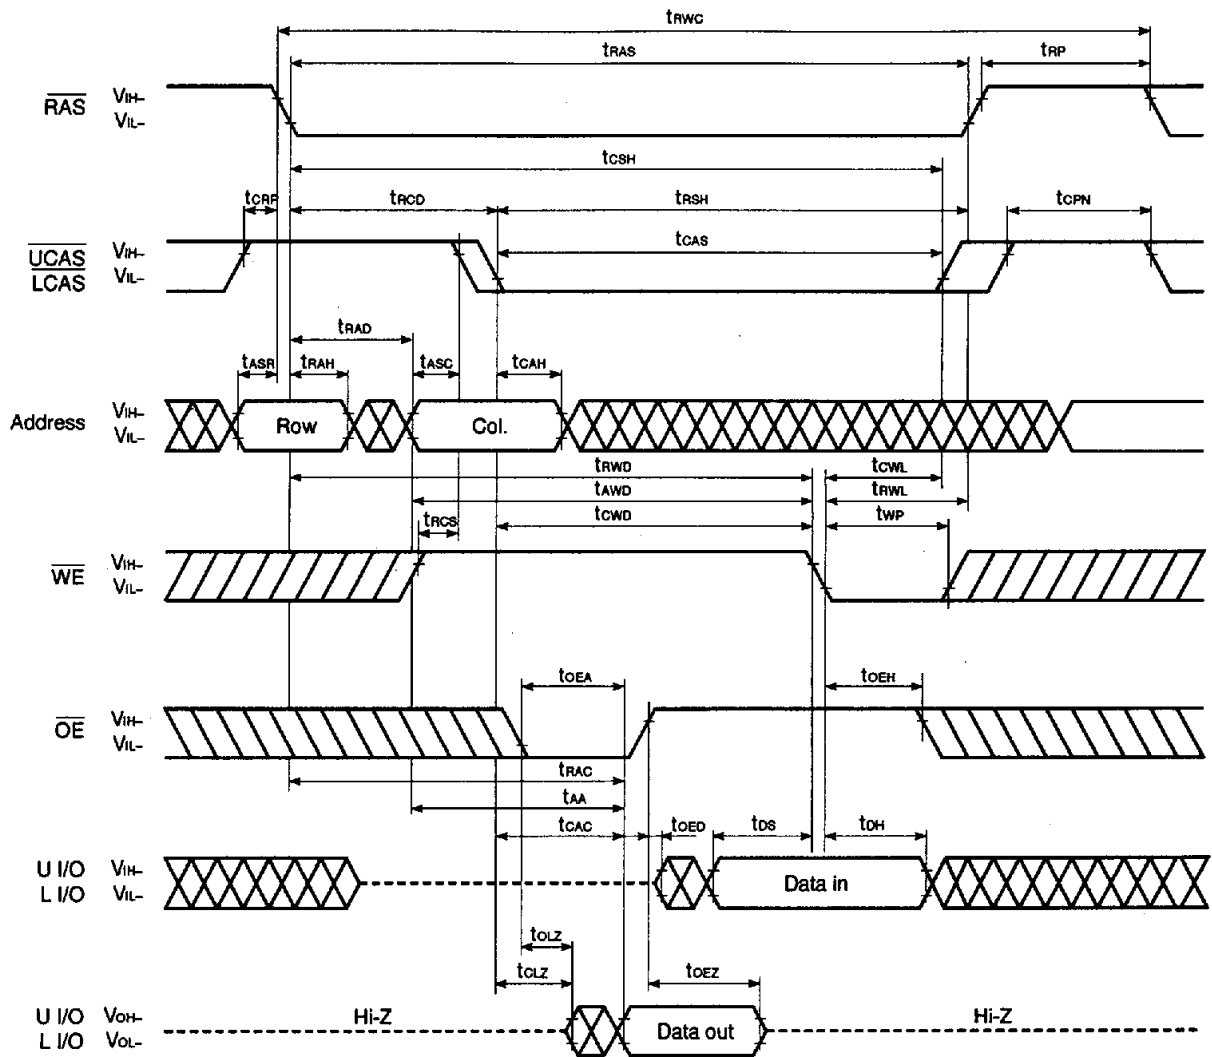 tRWC
tRAS
tRP
RAS
VIH–
VIL–
tCSH
tCRP
tRCD
tRSH
tCPN
UCAS
LCAS
VIH–
VIL–
tCAS
tRAD
tASR
tRAH
tASC
tCAH
Address
VIH–
VIL–
Row
Col.
tRWD
tCWL
tAWD
tRWL
tRCS
tCWD
tWP
WE
VIH–
VIL–
tOEA
tOEH
OE
VIH–
VIL–
tRAC
tAA
tCAC
tOED
tDS
tDH
U I/O
L I/O
VIH–
VIL–
Data in
tOLZ
tCLZ
tOEZ
U I/O
L I/O
VOH–
VOL–
Hi-Z
Data out
Hi-Z